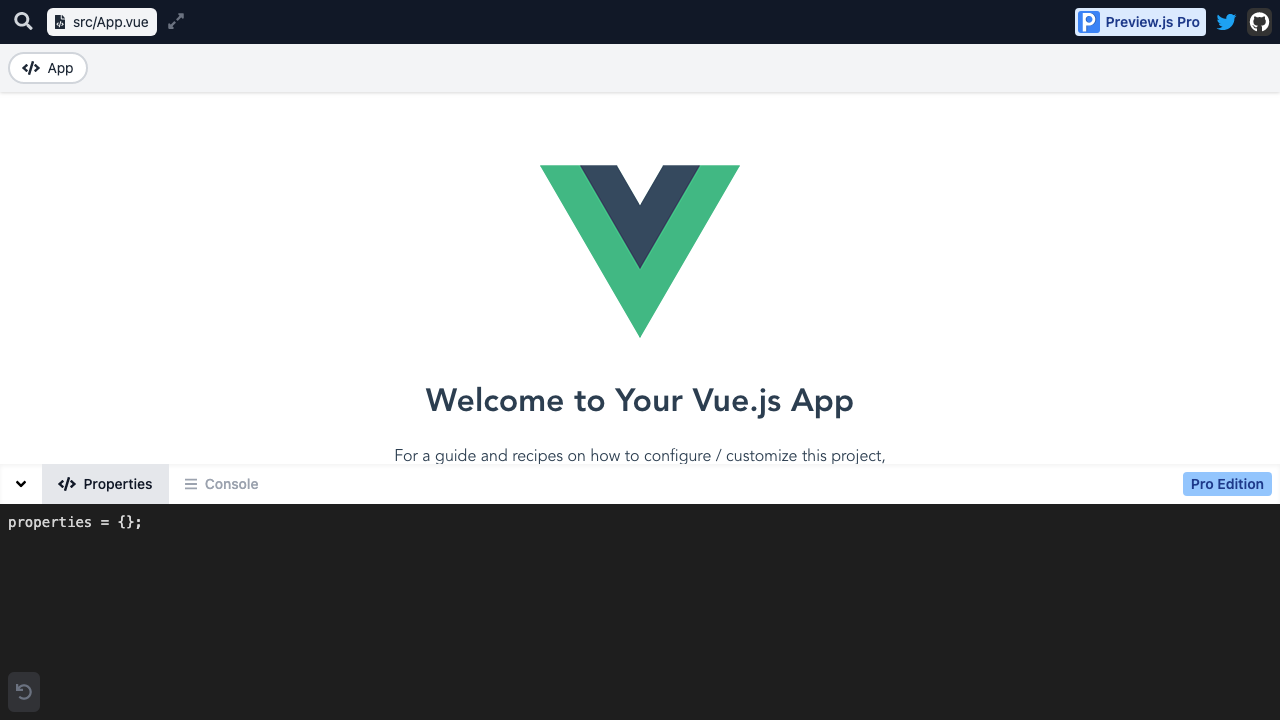 src/App.vue
Preview.js Pro
App
Welcome to Your Vue.js App
For a guide and recipes on how to configure / customize this project,
Properties
Console
Pro Edition
properties = {};